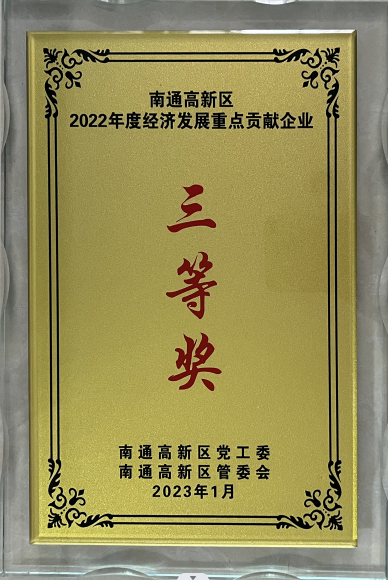 南通高新区
2022年度经济发展重点贡献企业
三
等
奖
南通高新区党工委
南通高新区管委会
2023年1月